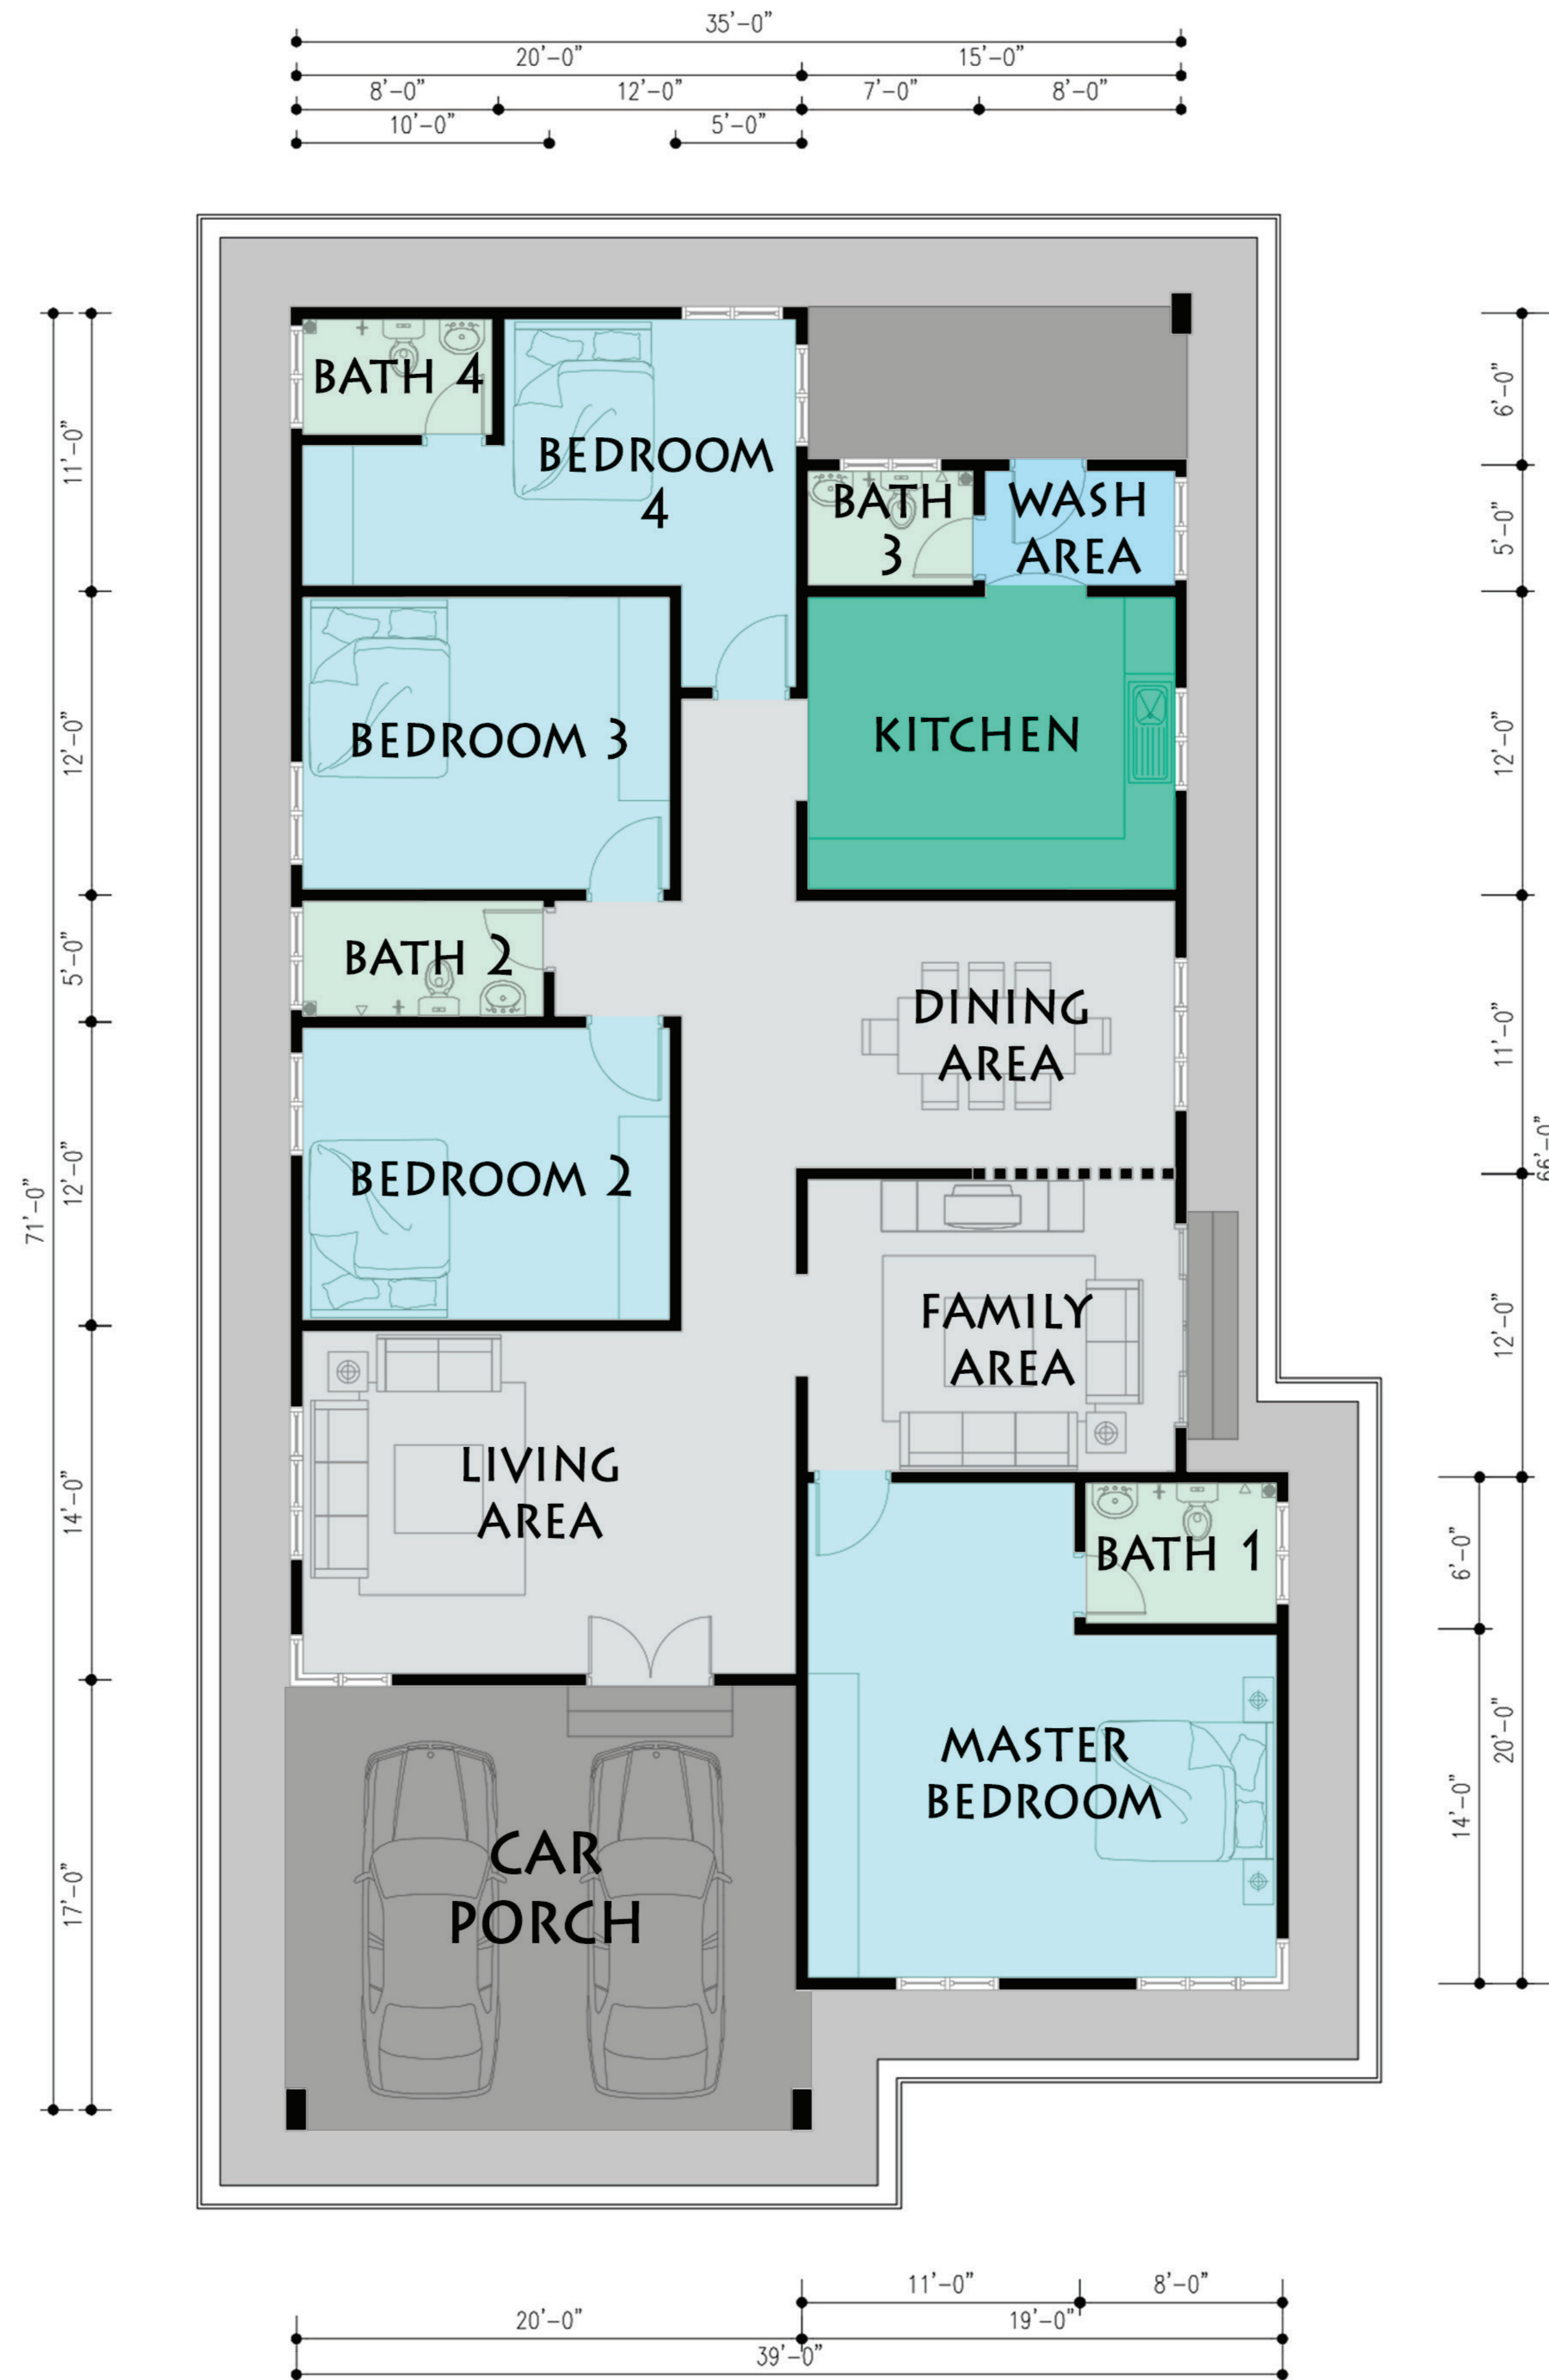 35'-0"
20'-0"
15'-0"
8'-0"
12'-0"
7'-0"
8'-0"
10'-0"
5'-0"
BATH 4
BEDROOM
4
BATH
3
WASH
AREA
BEDROOM 3
KITCHEN
BATH 2
DINING
AREA
BEDROOM 2
FAMILY
AREA
LIVING
AREA
BATH 1
MASTER
BEDROOM
CAR
PORCH
71'-0"
11'-0"
12'-0"
5'-0"
12'-0"
14'-0"
17'-0"
6'-0"
5'-0"
12'-0"
11'-0"
66'-0"
12'-0"
6'-0"
20'-0"
14'-0"
11'-0"
8'-0"
20'-0"
19'-0"
39'-0"